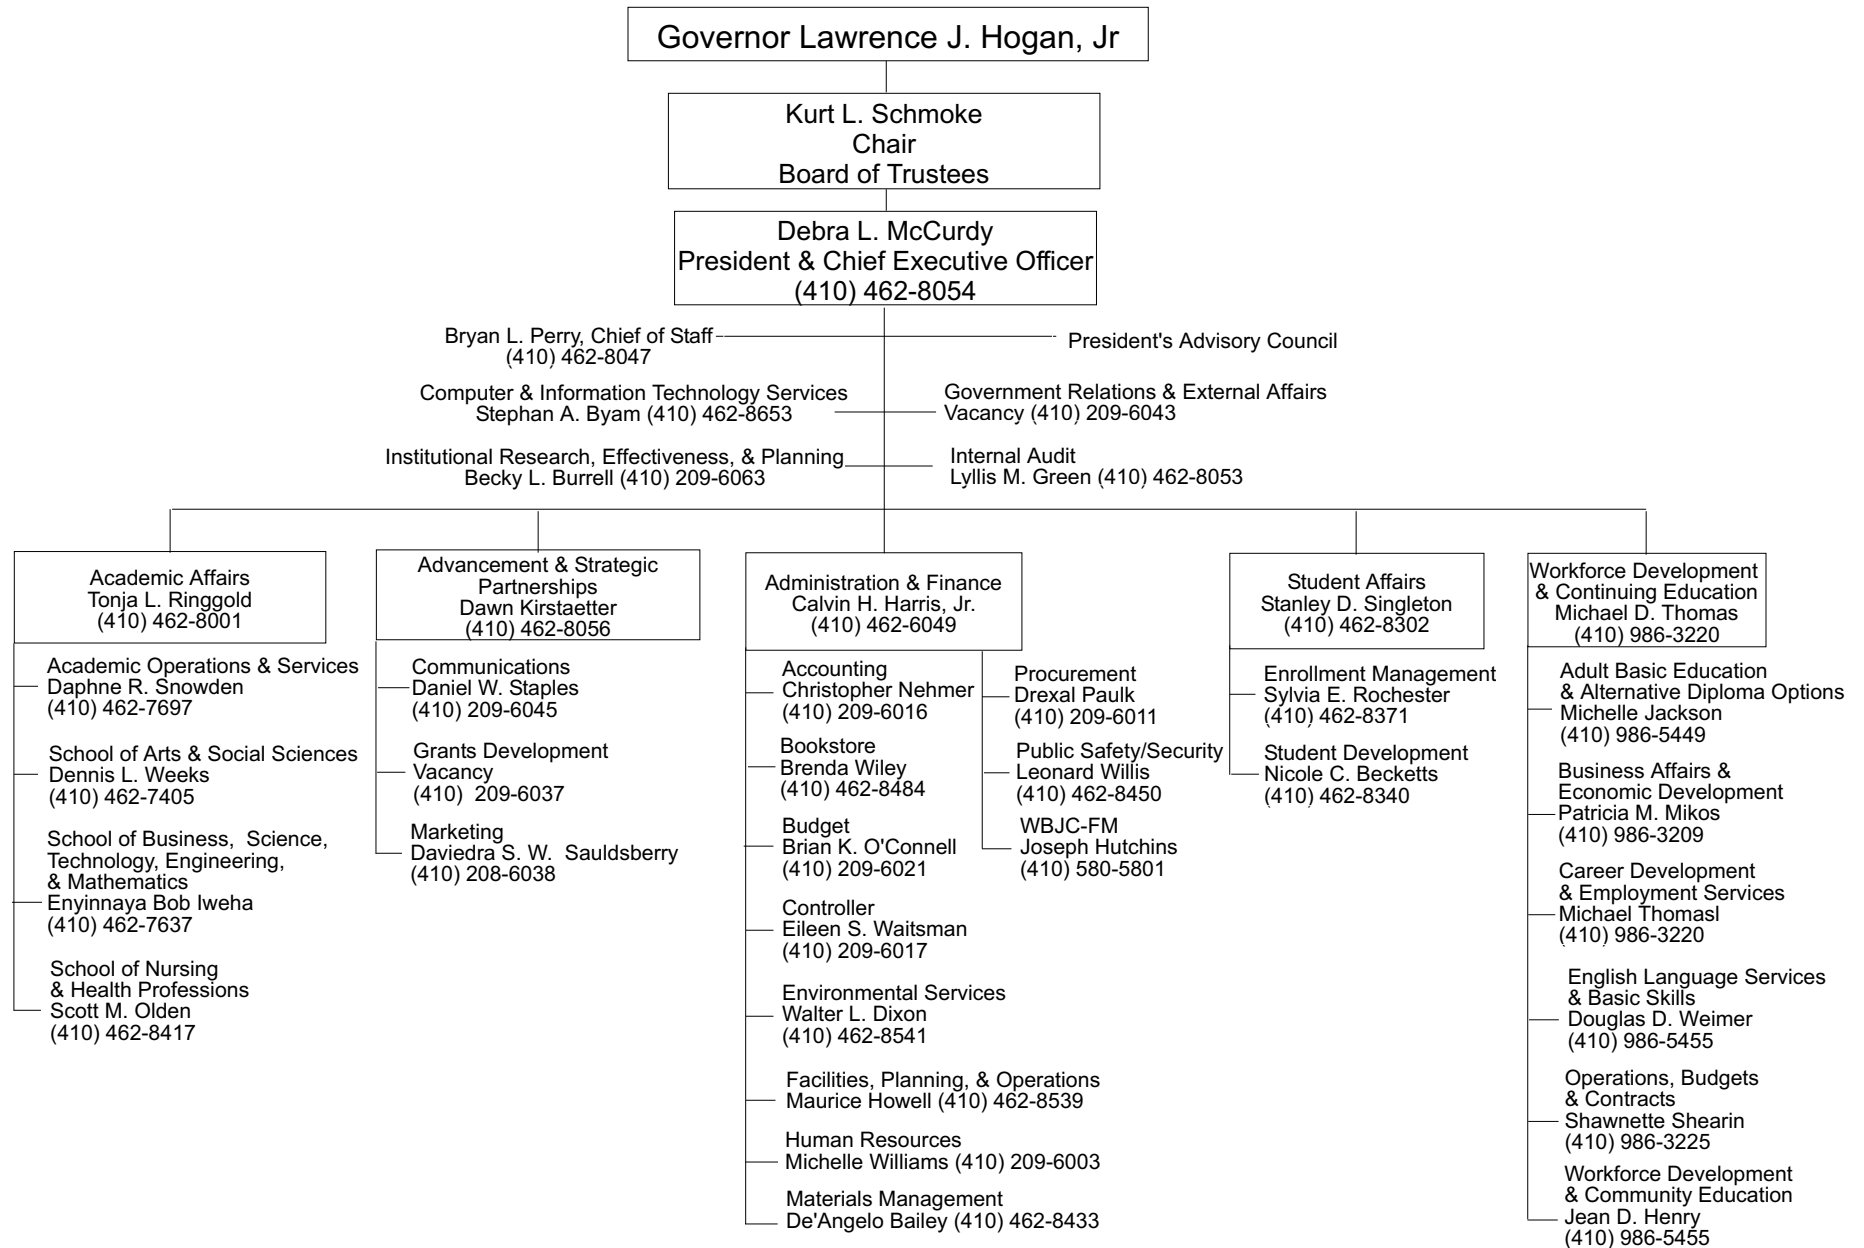 Governor Lawrence J. Hogan, Jr
Kurt L. Schmoke
Chair
Board of Trustees
Debra L. McCurdy
President & Chief Executive Officer
(410) 462-8054
Bryan L. Perry, Chief of Staff
(410) 462-8047
President's Advisory Council
Computer & Information Technology Services
Stephan A. Byam (410) 462-8653
Government Relations & External Affairs
Vacancy (410) 209-6043
Institutional Research, Effectiveness, & Planning
Becky L. Burrell (410) 209-6063
Internal Audit
Lyllis M. Green (410) 462-8053
Academic Affairs
Tonja L. Ringgold
(410) 462-8001
Academic Operations & Services
Daphne R. Snowden
(410) 462-7697
School of Arts & Social Sciences
Dennis L. Weeks
(410) 462-7405
School of Business,  Science,
Technology, Engineering,
& Mathematics
Enyinnaya Bob Iweha
(410) 462-7637
School of Nursing
& Health Professions
Scott M. Olden
(410) 462-8417
Advancement & Strategic
Partnerships
Dawn Kirstaetter
(410) 462-8056
Communications
Daniel W. Staples
(410) 209-6045
Grants Development
Vacancy
(410)  209-6037
Marketing
Daviedra S. W.  Sauldsberry
(410) 208-6038
Administration & Finance
Calvin H. Harris, Jr.
(410) 462-6049
Accounting
Christopher Nehmer
(410) 209-6016
Bookstore
Brenda Wiley
(410) 462-8484
Budget
Brian K. O'Connell
(410) 209-6021
Controller
Eileen S. Waitsman
(410) 209-6017
Environmental Services
Walter L. Dixon
(410) 462-8541
Facilities, Planning, & Operations
Maurice Howell (410) 462-8539
Human Resources
Michelle Williams (410) 209-6003
Materials Management
De'Angelo Bailey (410) 462-8433
Procurement
Drexal Paulk
(410) 209-6011
Public Safety/Security
Leonard Willis
(410) 462-8450
WBJC-FM
Joseph Hutchins
(410) 580-5801
Student Affairs
Stanley D. Singleton
(410) 462-8302
Enrollment Management
Sylvia E. Rochester
(410) 462-8371
Student Development
Nicole C. Becketts
(410) 462-8340
Workforce Development
& Continuing Education
Michael D. Thomas
(410) 986-3220
Adult Basic Education
& Alternative Diploma Options
Michelle Jackson
(410) 986-5449
Business Affairs &
Economic Development
Patricia M. Mikos
(410) 986-3209
Career Development
& Employment Services
Michael Thomasl
(410) 986-3220
English Language Services
& Basic Skills
Douglas D. Weimer
(410) 986-5455
Operations, Budgets
& Contracts
Shawnette Shearin
(410) 986-3225
Workforce Development
& Community Education
Jean D. Henry
(410) 986-5455